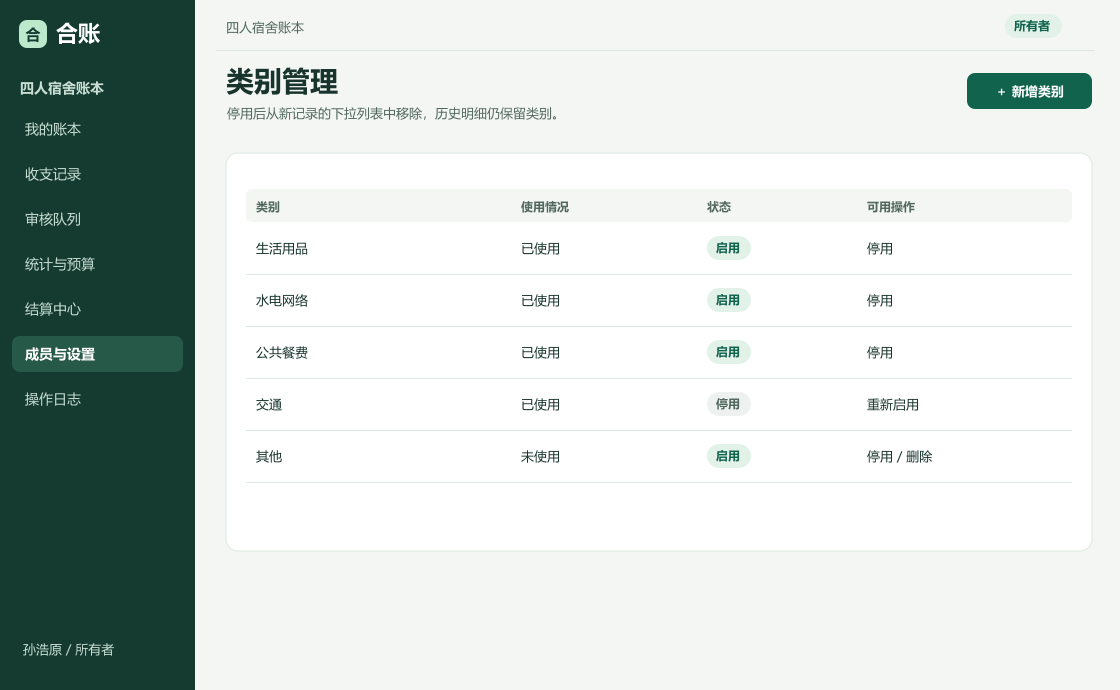 合 合账
四人宿舍账本
我的账本
收支记录
审核队列
统计与预算
结算中心
成员与设置
操作日志
孙浩原 / 所有者
四人宿舍账本
所有者
类别管理
停用后从新记录的下拉列表中移除，历史明细仍保留类别。
+ 新增类别
类别 使用情况 状态 可用操作
生活用品 已使用 启用 停用
水电网络 已使用 启用 停用
公共餐费 已使用 启用 停用
交通 已使用 停用 重新启用
其他 未使用 启用 停用 / 删除